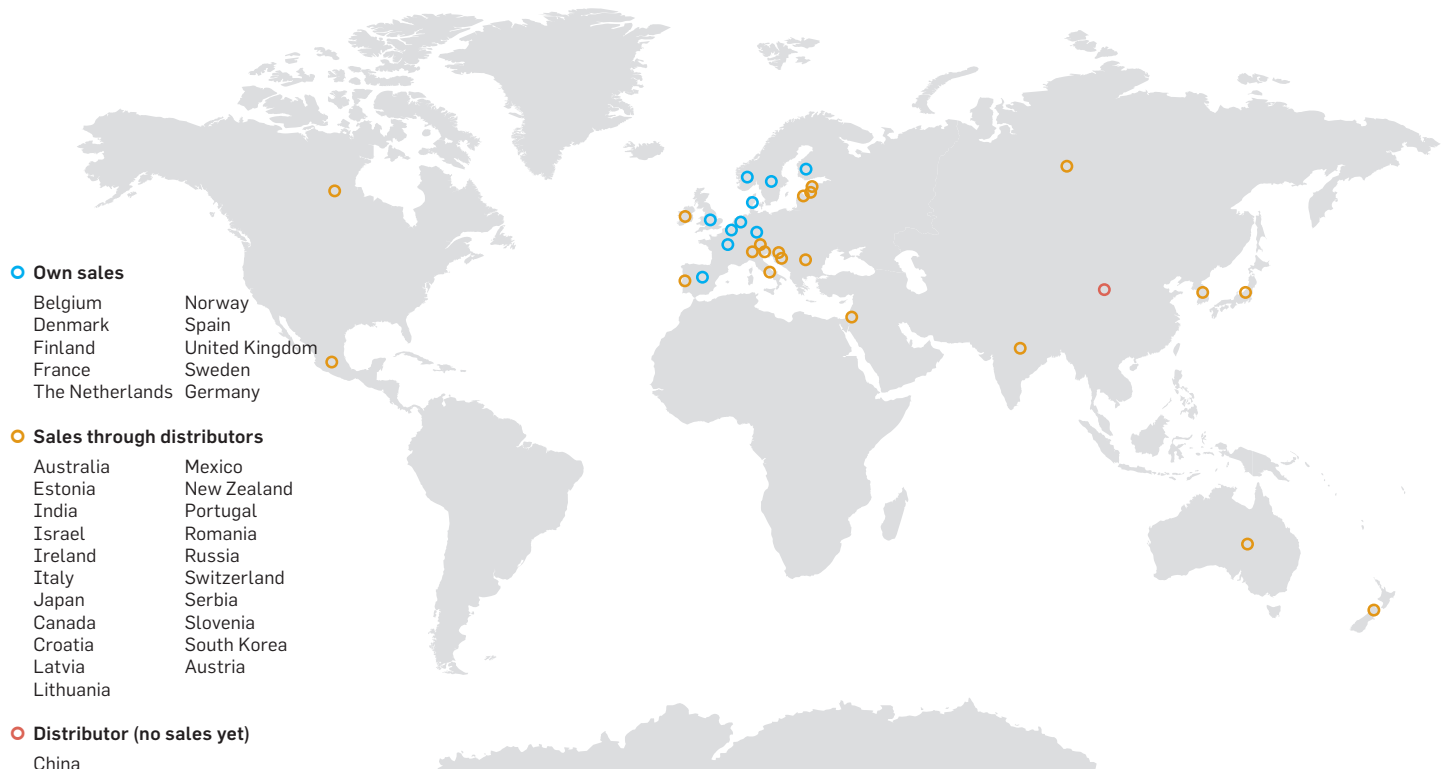 Own sales
Belgium
Denmark
Finland
France
The Netherlands
Norway
Spain
United Kingdom
Sweden
Germany
Sales through distributors
Australia
Estonia
India
Israel
Ireland
Italy
Japan
Canada
Croatia
Latvia
Lithuania
Mexico
New Zealand
Portugal
Romania
Russia
Switzerland
Serbia
Slovenia
South Korea
Austria
Distributor (no sales yet)
China